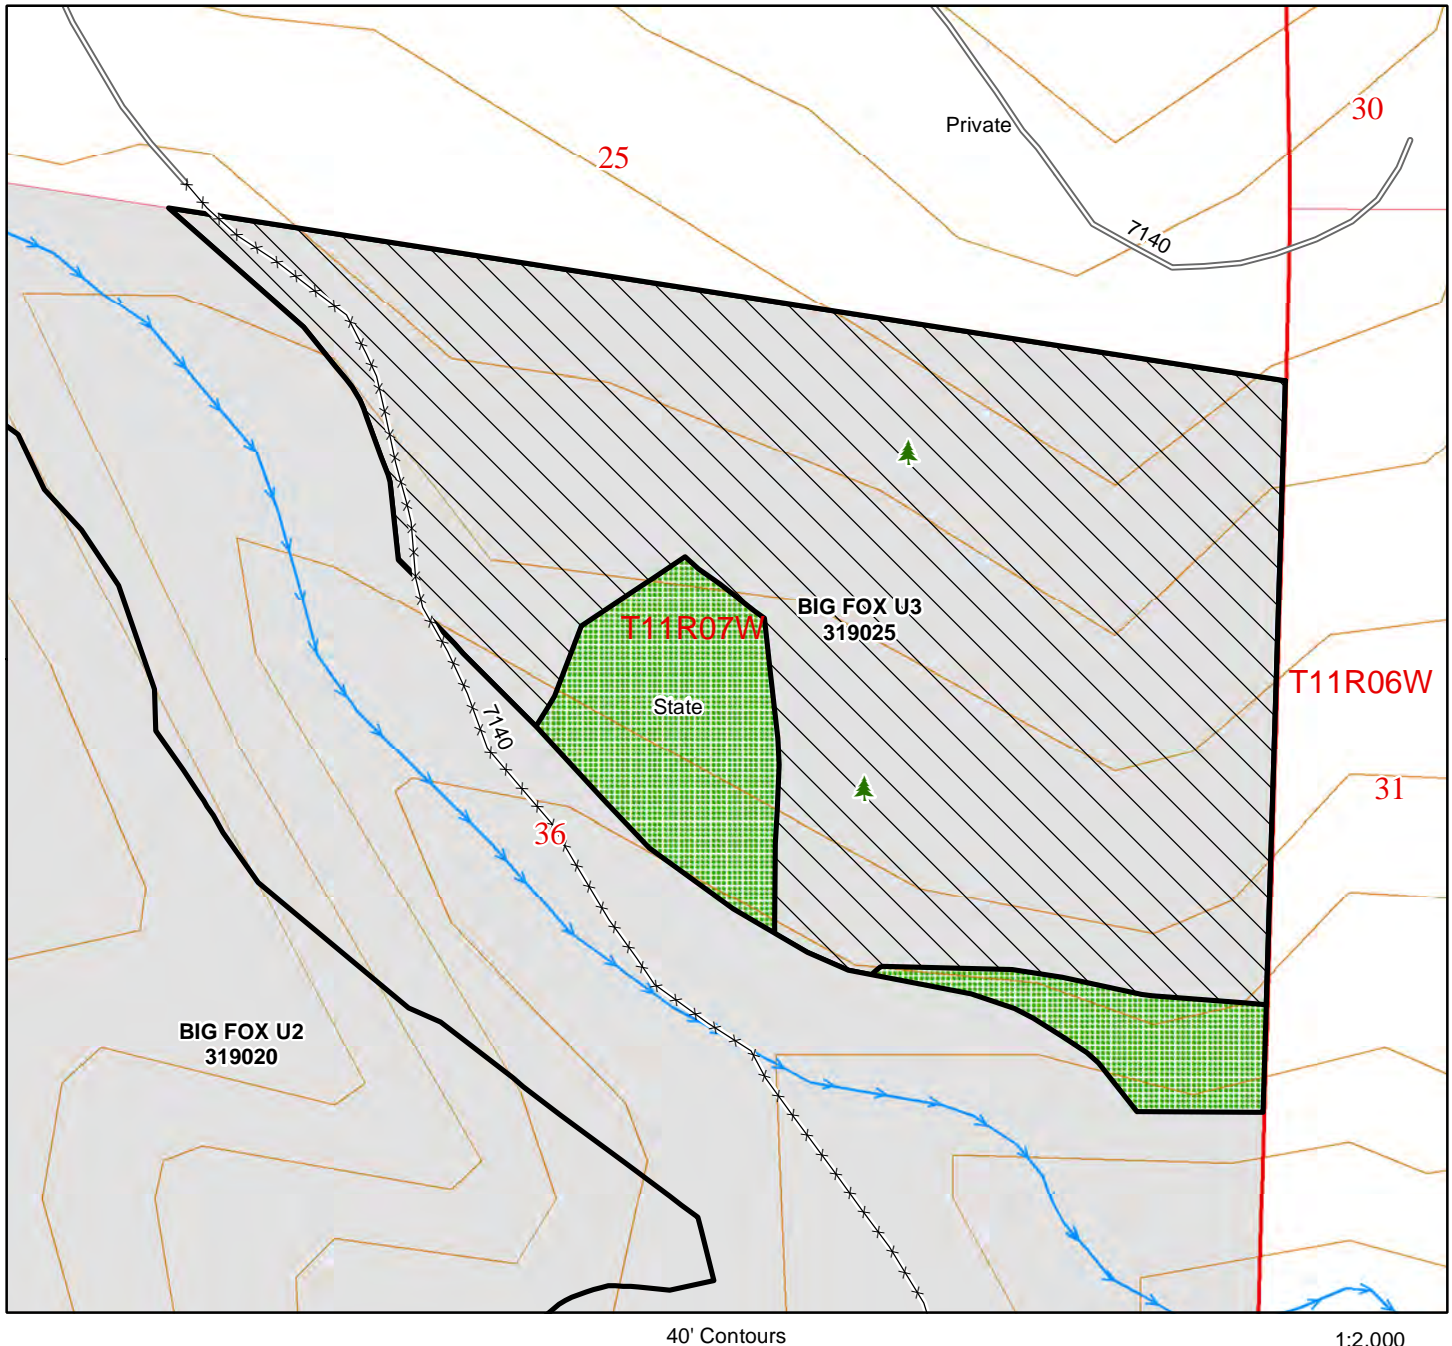 30
Private
25
7140
BIG FOX U3
319025
T11R07W
T11R06W
State
7140
31
36
BIG FOX U2
319020
40' Contours
1:2,000